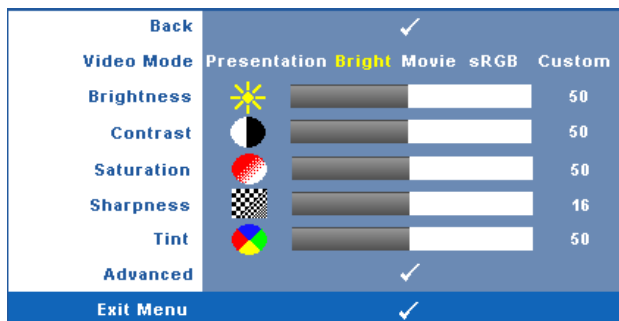 Back
Video Mode Presentation Bright Movie sRGB Custom
Brightness 50
Contrast 50
Saturation 50
Sharpness 16
Tint 50
Advanced
Exit Menu